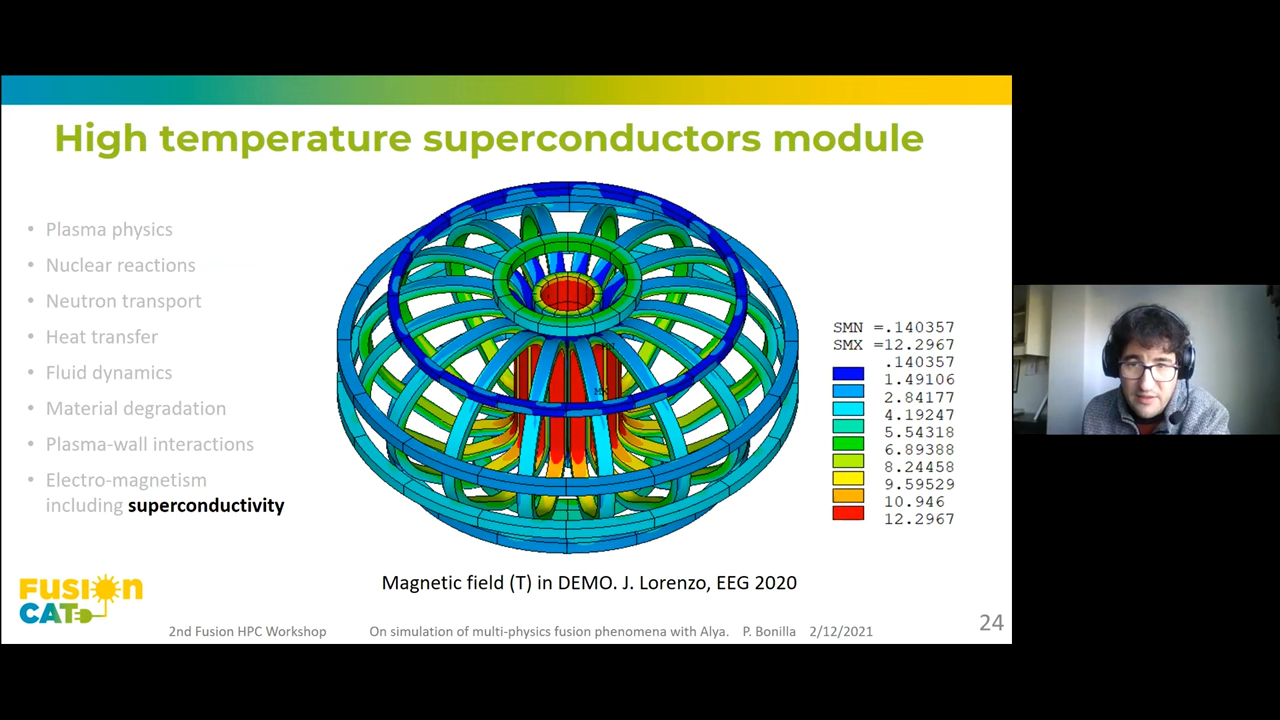 High temperature superconductors module
• Plasma physics
• Nuclear reactions
• Neutron transport
• Heat transfer
• Fluid dynamics
• Material degradation
• Plasma-wall interactions
• Electro-magnetism
including superconductivity
SMN =.140357
SMX =12.2967
.140357
1.49106
2.84177
4.19247
5.54318
6.89388
8.24458
9.59529
10.946
12.2967
Magnetic field (T) in DEMO. J. Lorenzo, EEG 2020
FUSION
CAT
2nd Fusion HPC Workshop
On simulation of multi-physics fusion phenomena with Alya. P. Bonilla 2/12/2021
24